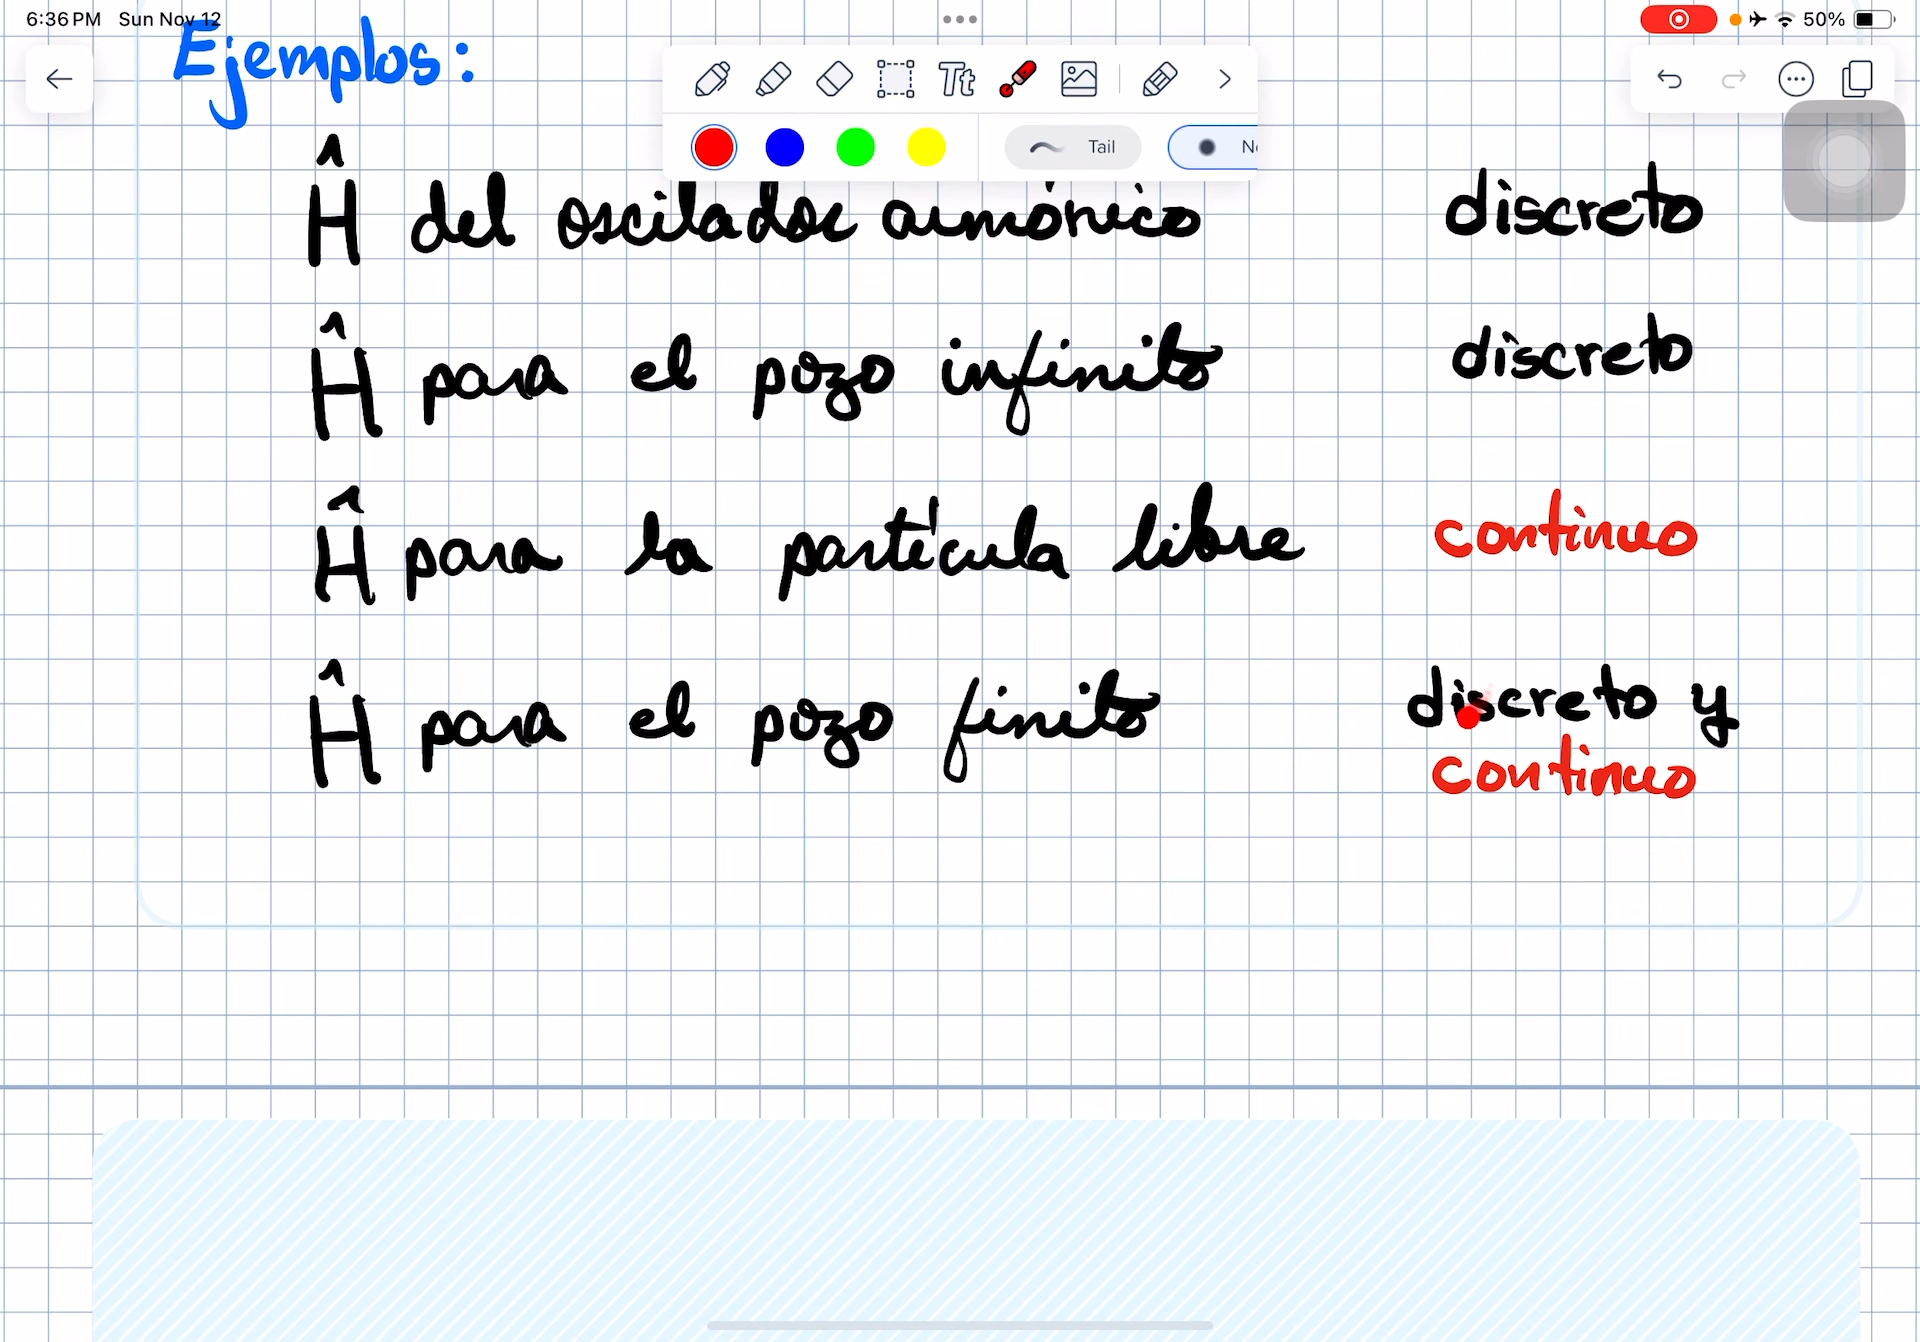 6:36 PM Sun Nov 12
50%
Ejemplos:
Tt
Tail
Ĥ del oscilador armónico discreto
Ĥ para el pozo infinito discreto
Ĥ para la partícula libre continuo
Ĥ para el pozo finito discreto y
continuo